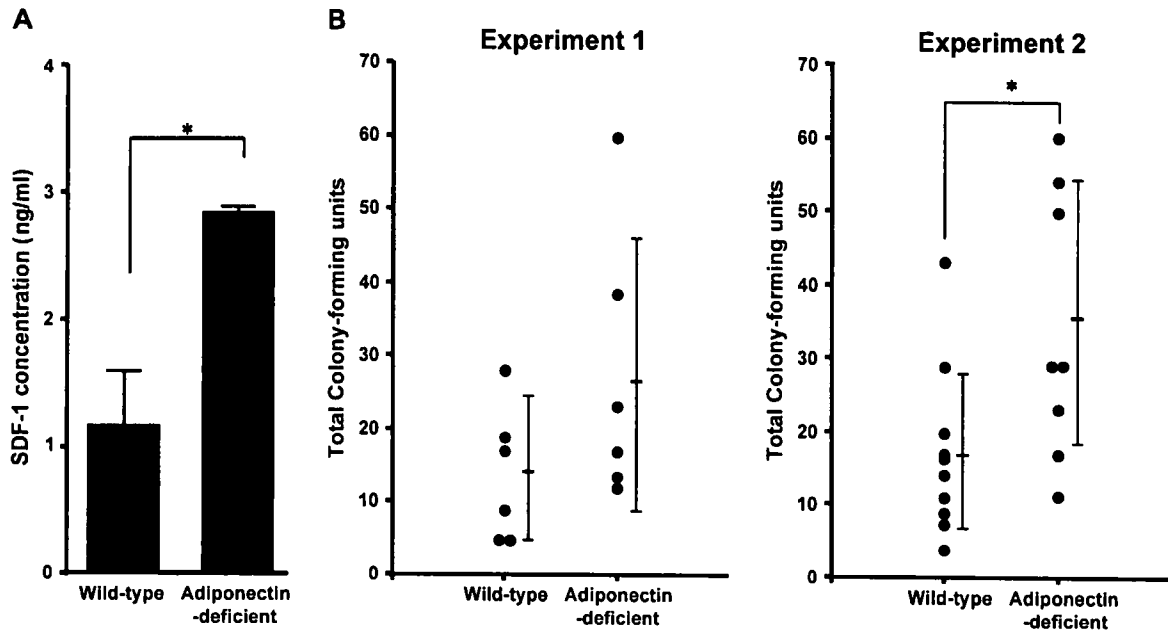 A
SDF-1 concentration (ng/ml)
4
3
2
1
0
*
Wild-type
Adiponectin
-deficient
B
Experiment 1
Total Colony-forming units
70
60
50
40
30
20
10
0
Wild-type
Adiponectin
-deficient
Experiment 2
Total Colony-forming units
70
60
50
40
30
20
10
0
*
Wild-type
Adiponectin
-deficient